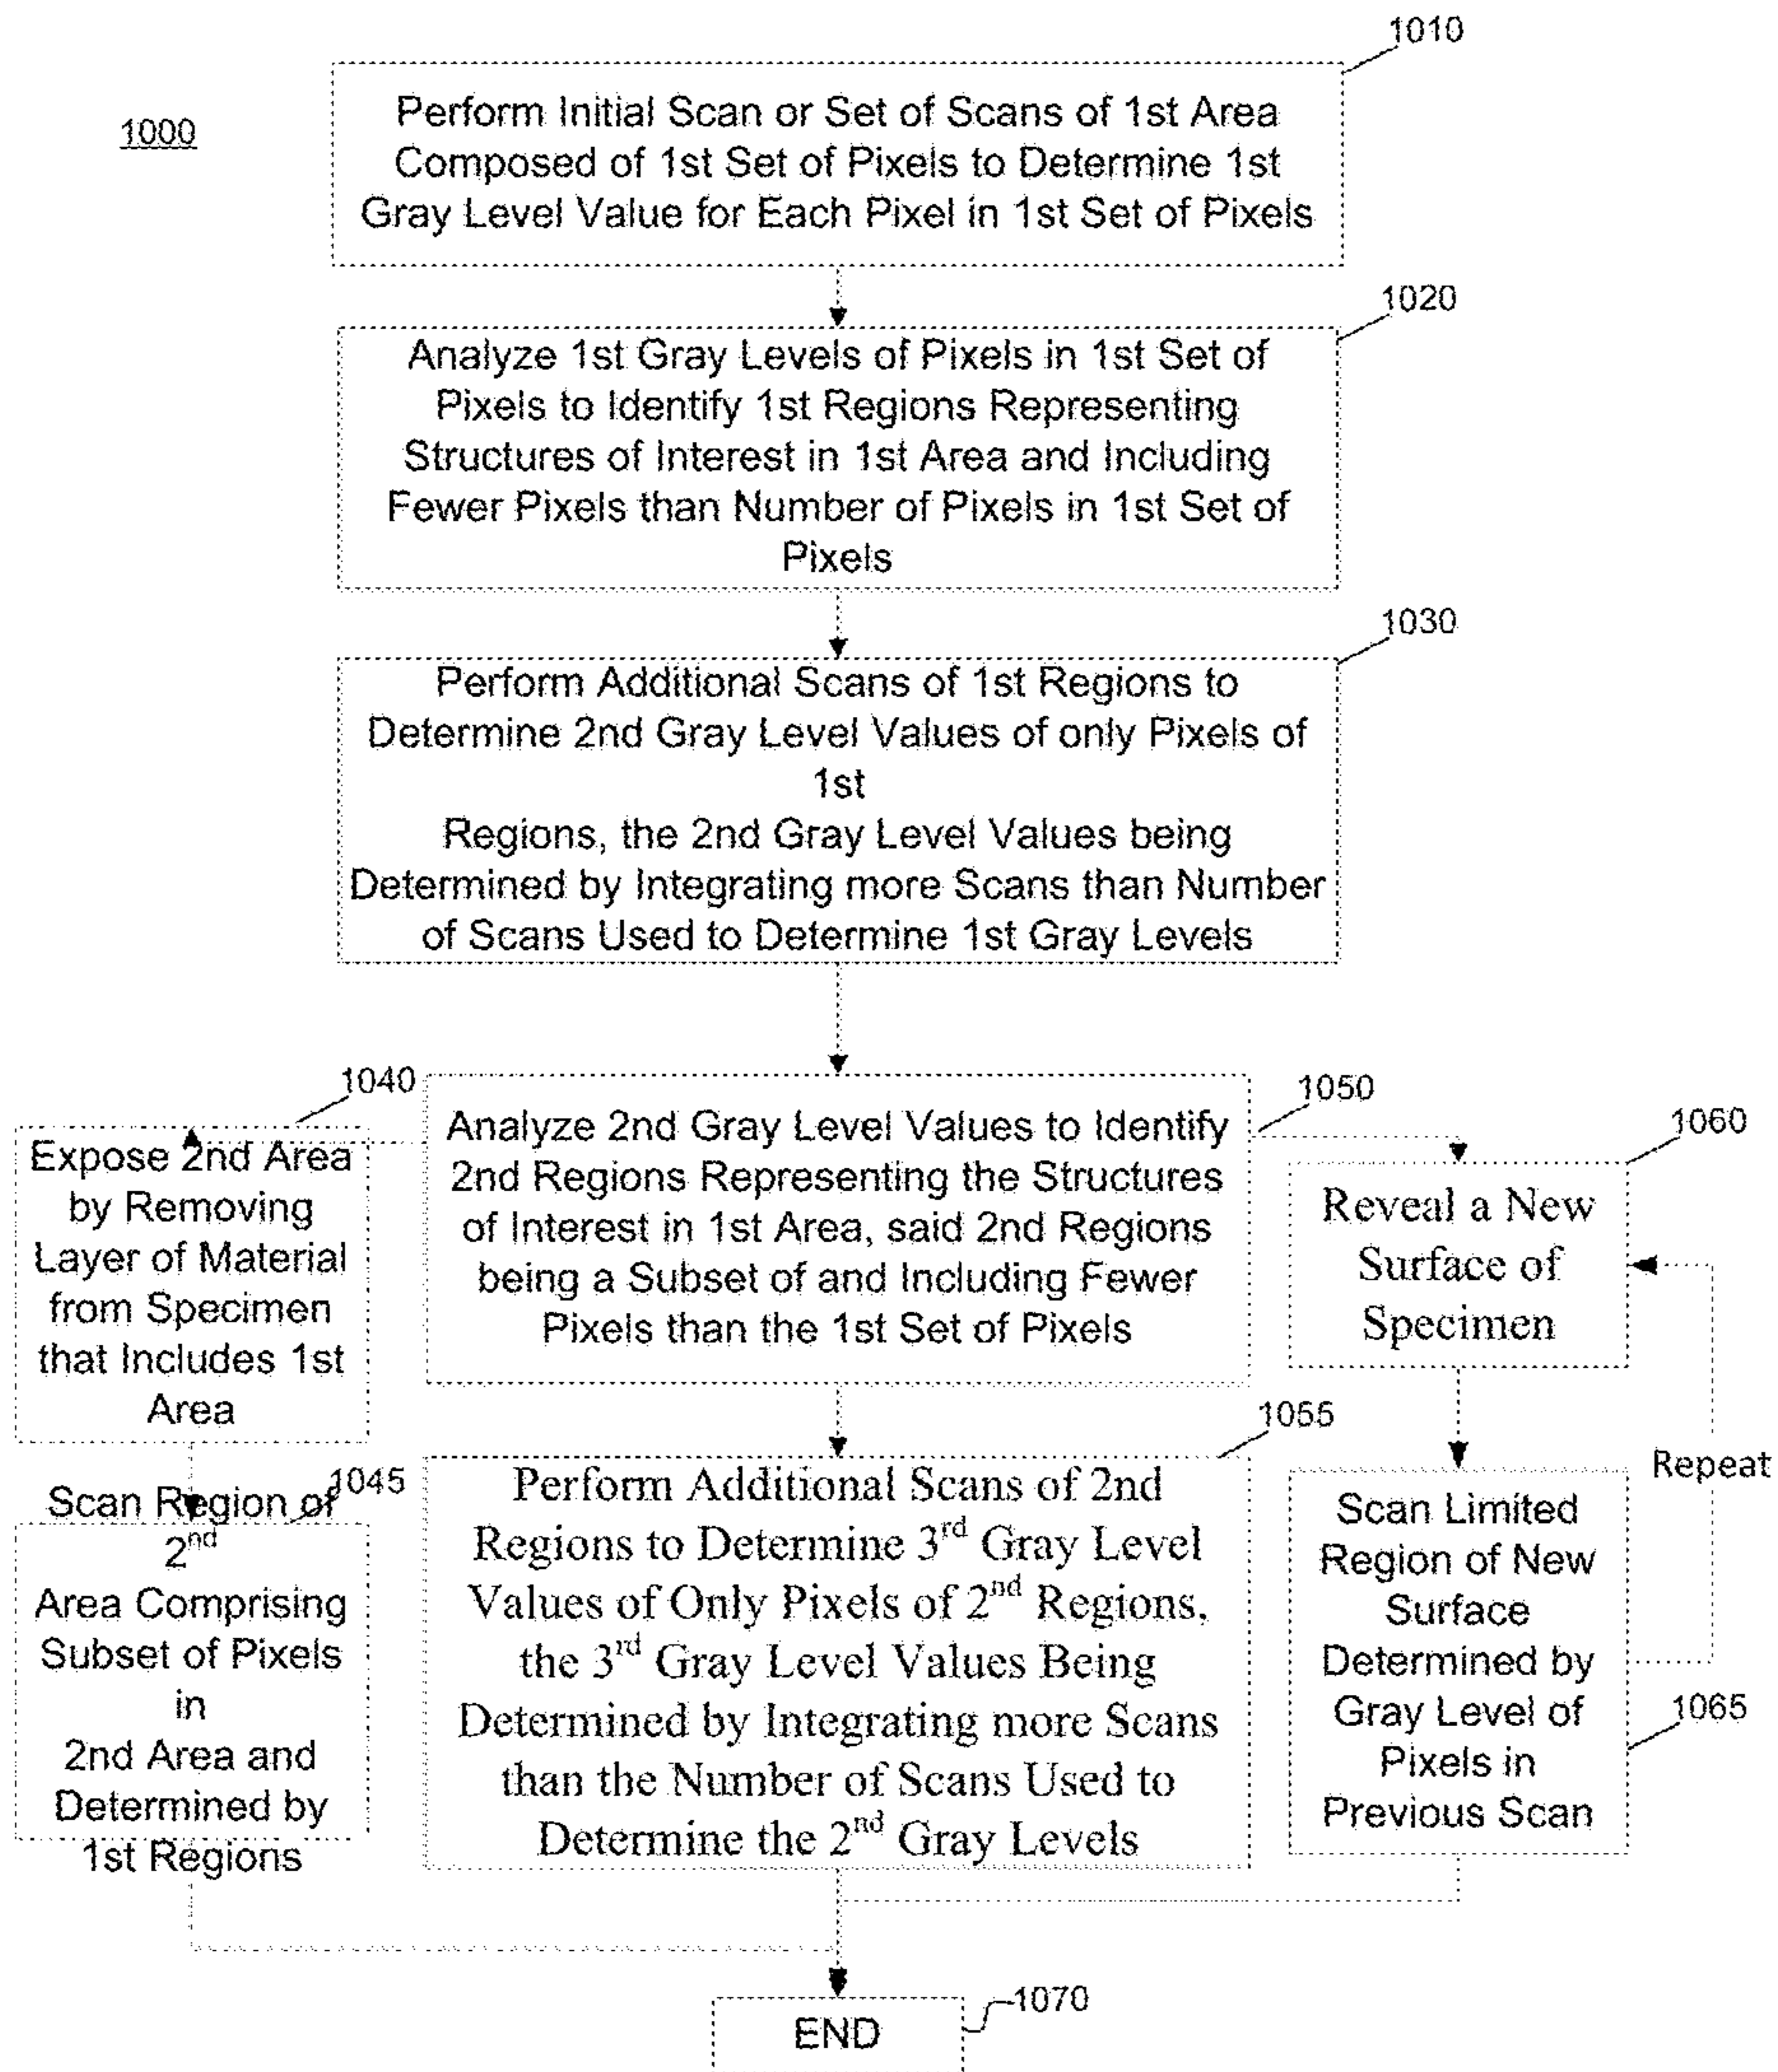 1010
1000
Perform Initial Scan or Set of Scans of 1st Area
Composed of 1st Set of Pixels to Determine 1st
Gray Level Value for Each Pixel in 1st Set of Pixels
1020
Analyze 1st Gray Levels of Pixels in 1st Set of
Pixels to Identify 1st Regions Representing
Structures of Interest in 1st Area and Including
Fewer Pixels than Number of Pixels in 1st Set of
Pixels
1030
Perform Additional Scans of 1st Regions to
Determine 2nd Gray Level Values of only Pixels of
1st
Regions, the 2nd Gray Level Values being
Determined by Integrating more Scans than Number
of Scans Used to Determine 1st Gray Levels
1040
Expose 2nd Area
by Removing
Layer of Material
from Specimen
that Includes 1st
Area
1045
Scan Region of
2nd
Area Comprising
Subset of Pixels
in
2nd Area and
Determined by
1st Regions
1050
Analyze 2nd Gray Level Values to Identify
2nd Regions Representing the Structures
of Interest in 1st Area, said 2nd Regions
being a Subset of and Including Fewer
Pixels than the 1st Set of Pixels
1055
Perform Additional Scans of 2nd
Regions to Determine 3rd Gray Level
Values of Only Pixels of 2nd Regions,
the 3rd Gray Level Values Being
Determined by Integrating more Scans
than the Number of Scans Used to
Determine the 2nd Gray Levels
1060
Reveal a New
Surface of
Specimen
Repeat
Scan Limited
Region of New
Surface
Determined by
Gray Level of
Pixels in
Previous Scan
1065
END
1070